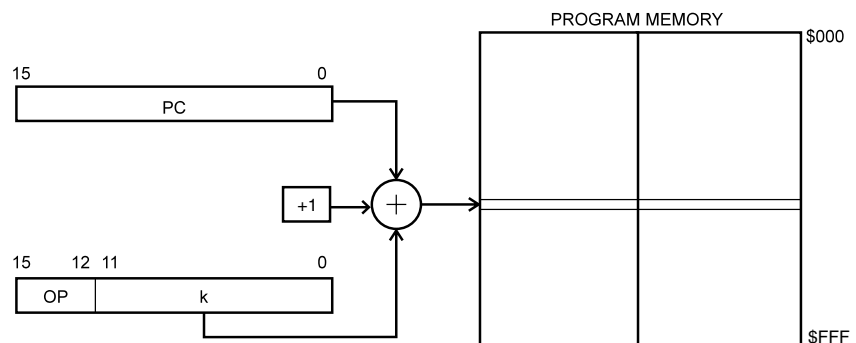 PROGRAM MEMORY
$000
15 0
PC
+1
+
15 12 11 0
OP k
$FFF